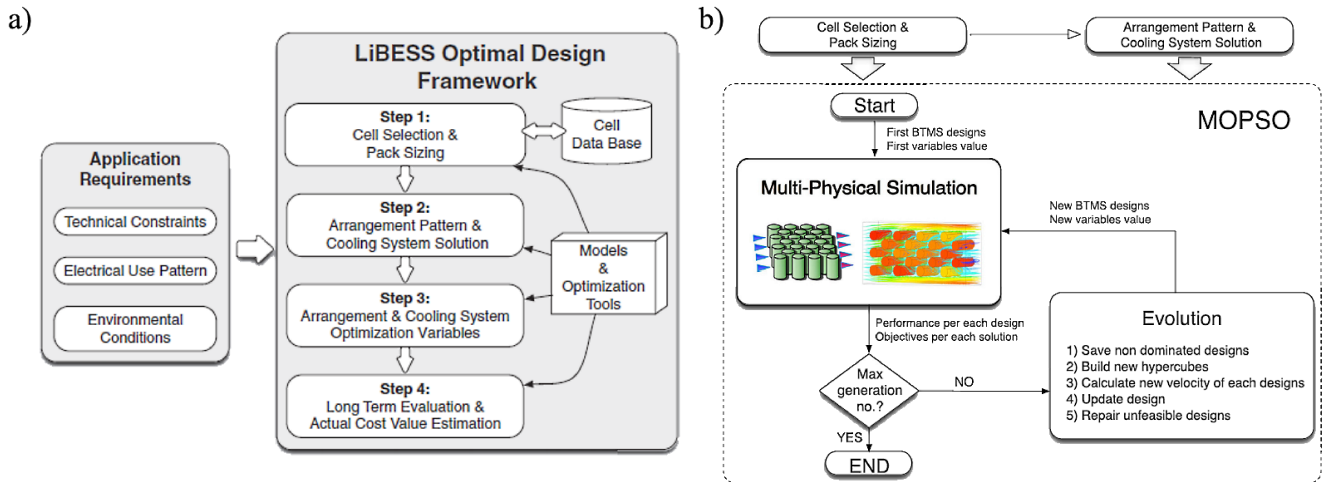 a)
LiBESS Optimal Design
Framework
Application
Requirements
Technical Constraints
Electrical Use Pattern
Environmental
Conditions
Step 1:
Cell Selection &
Pack Sizing
Cell
Data Base
Step 2:
Arrangement Pattern &
Cooling System Solution
Models
&
Optimization
Tools
Step 3:
Arrangement & Cooling System
Optimization Variables
Step 4:
Long Term Evaluation &
Actual Cost Value Estimation
b)
Cell Selection &
Pack Sizing
Arrangement Pattern &
Cooling System Solution
MOPSO
Start
First BTMS designs
First variables value
Multi-Physical Simulation
New BTMS designs
New variables value
Performance per each design
Objectives per each solution
Max
generation
no.?
NO
YES
END
Evolution
1) Save non dominated designs
2) Build new hypercubes
3) Calculate new velocity of each designs
4) Update design
5) Repair unfeasible designs